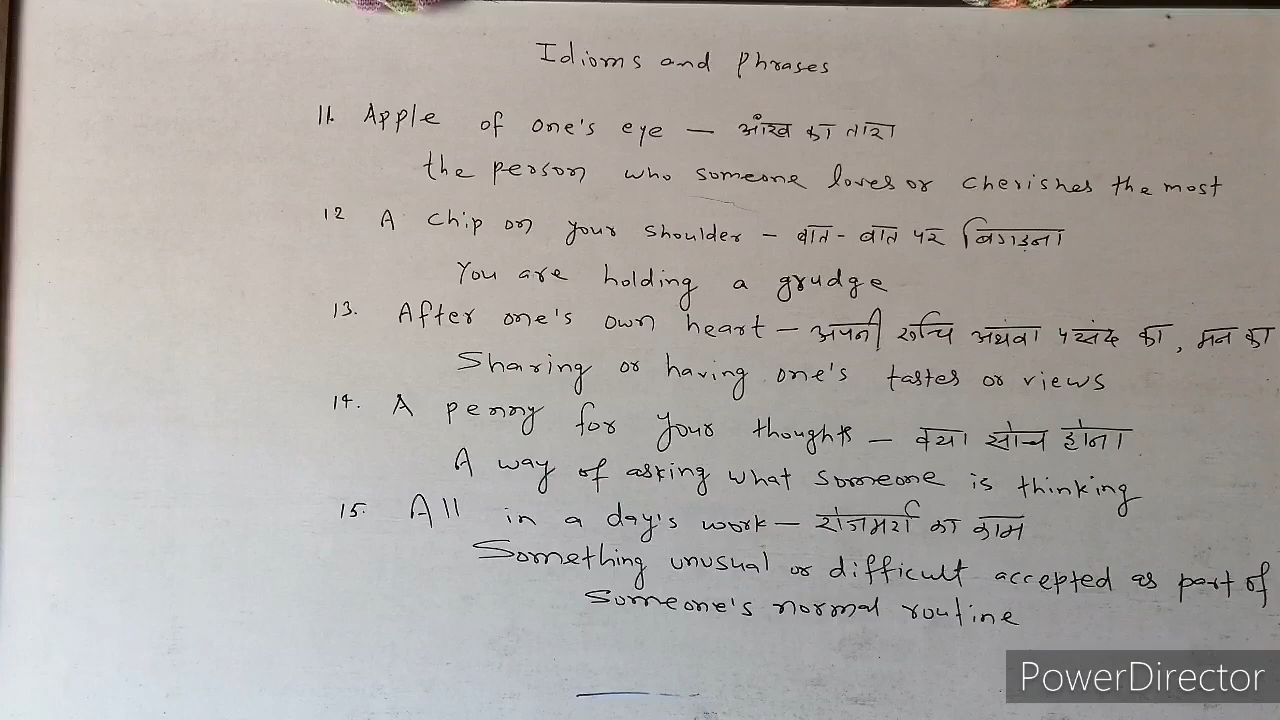 Idioms and Phrases
11. Apple of one's eye — आँख का तारा
the person who someone loves or cherishes the most
12 A chip on your shoulder – बात-बात पर बिगड़ना
You are holding a grudge
13. After one's own heart – अपनी रूचि अथवा पसंद का, मन का
Sharing or having one's tastes or views
14. A penny for your thoughts – क्या सोच होना
A way of asking what someone is thinking
15. All in a day's work – रोजमर्रा का काम
Something unusual or difficult accepted as part of
someone's normal routine
PowerDirector